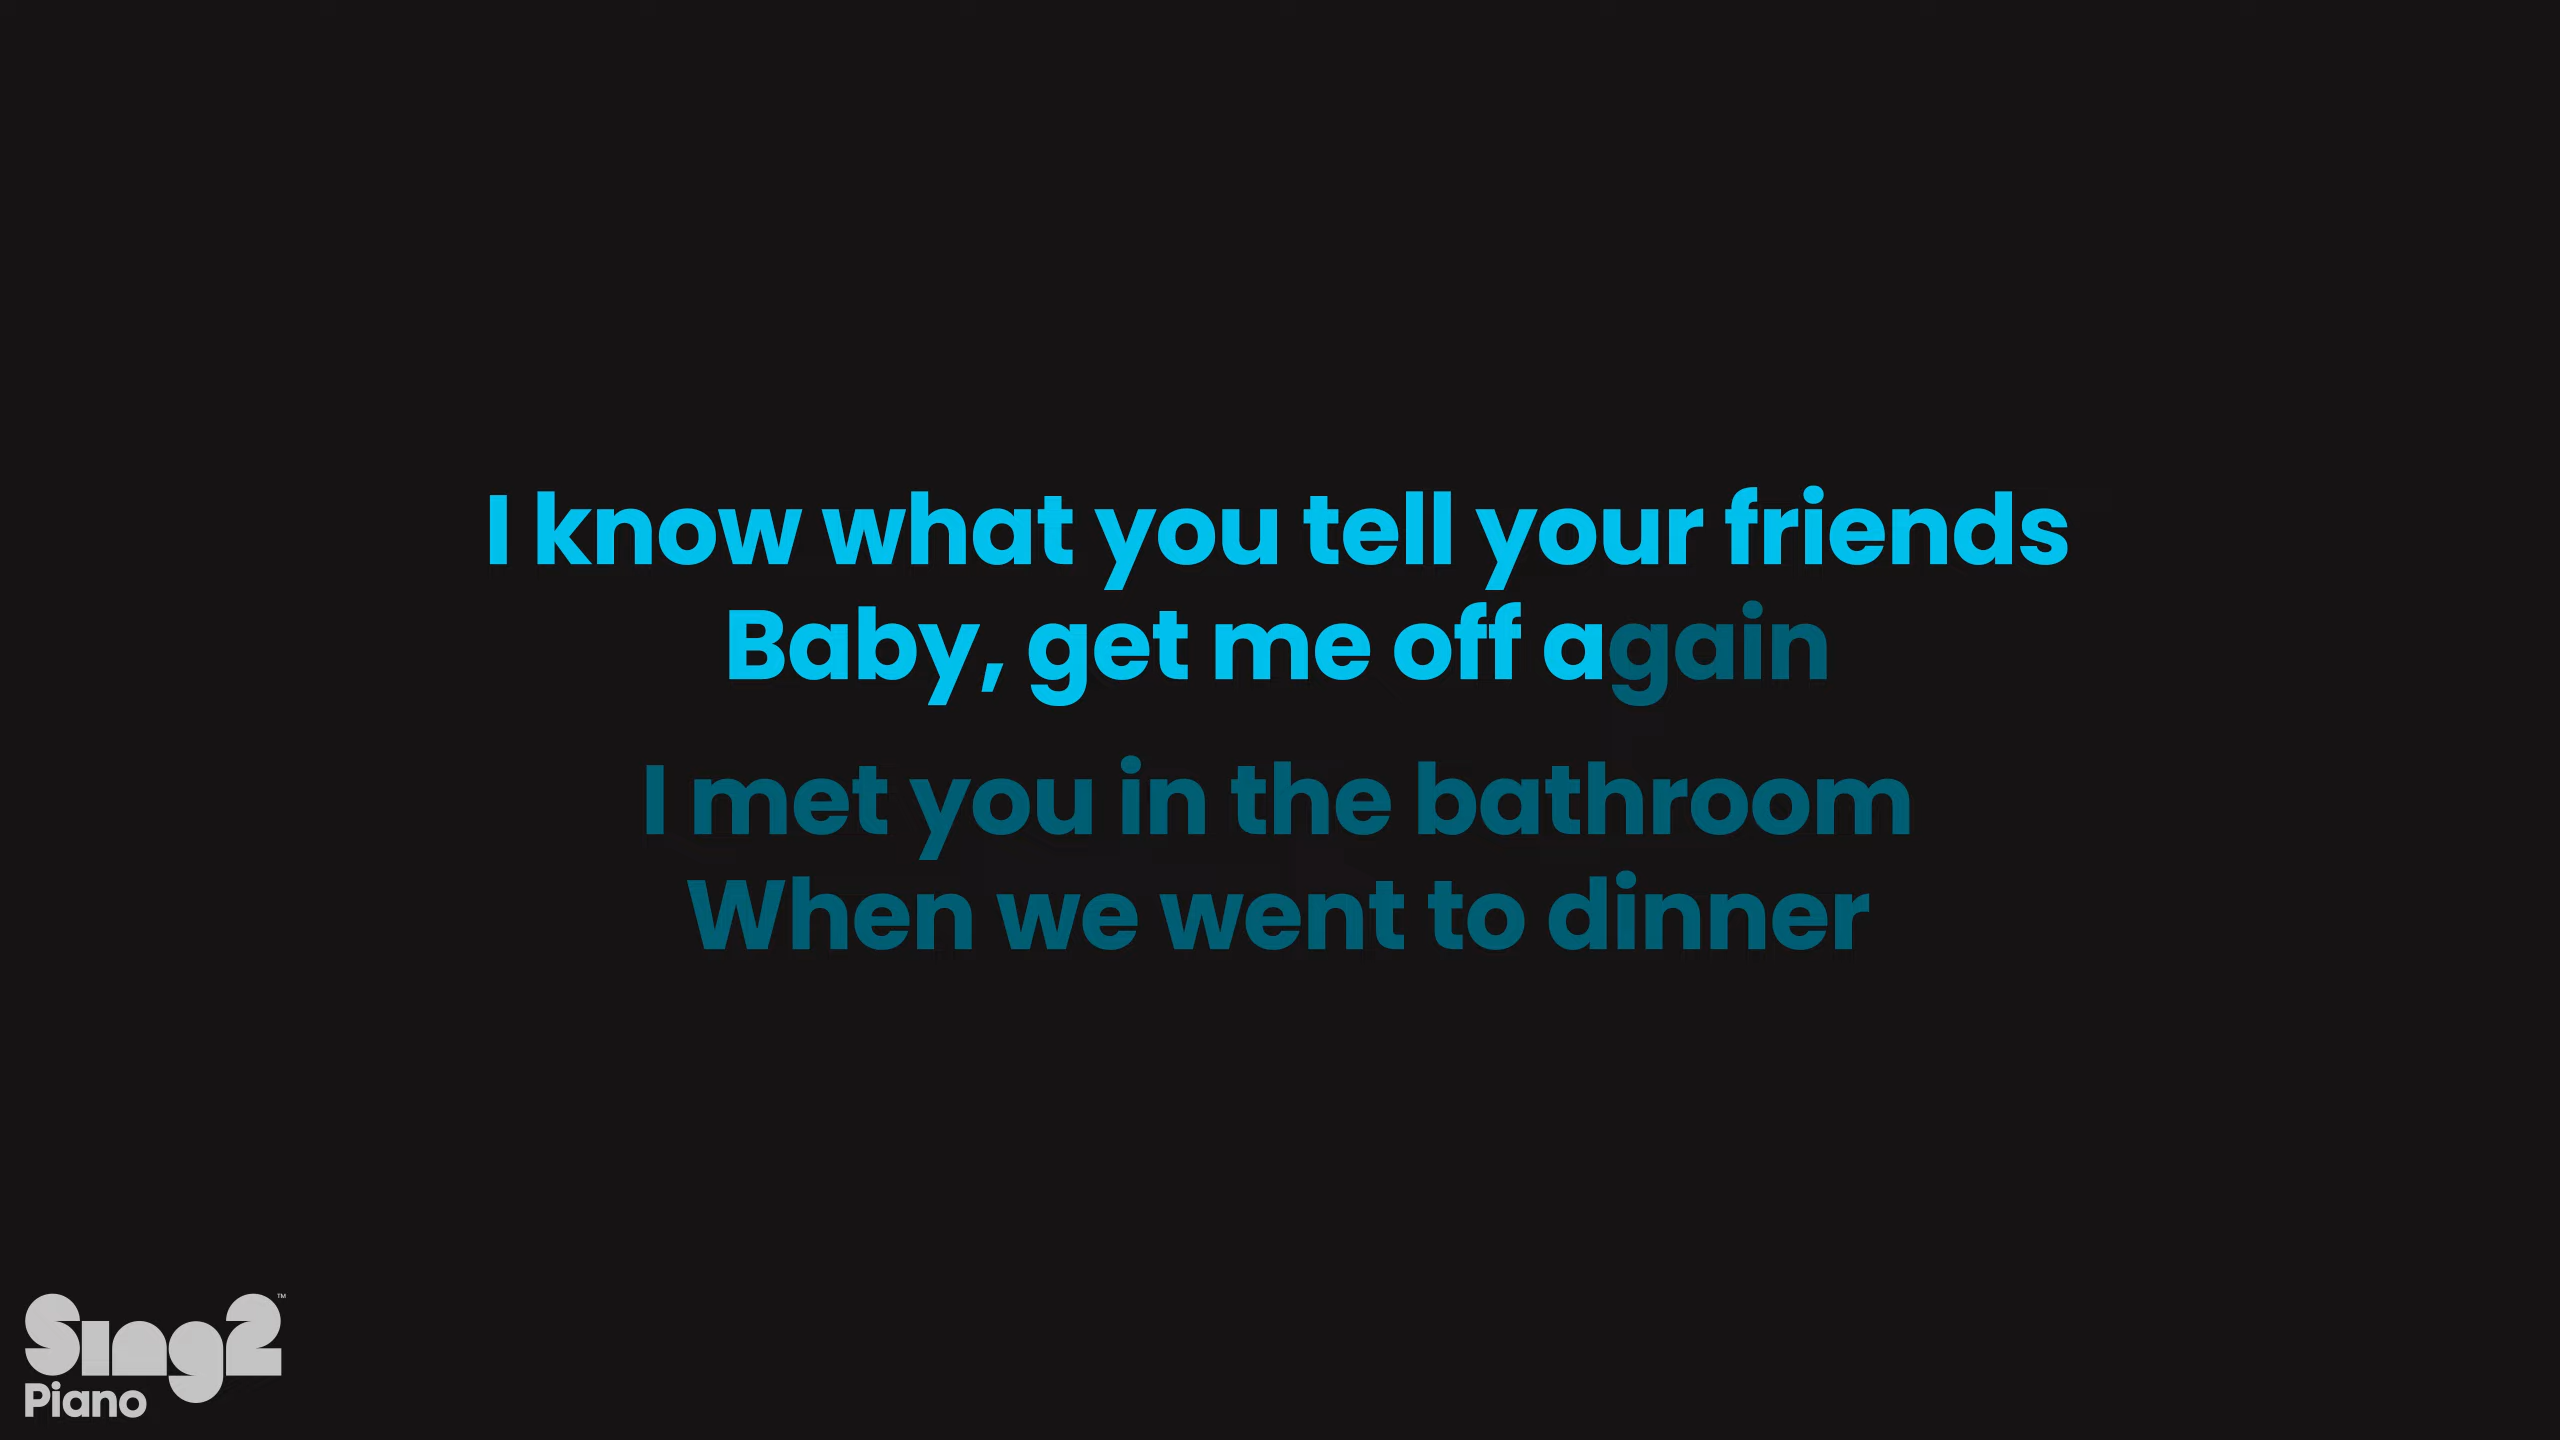 I know what you tell your friends
Baby, get me off again
I met you in the bathroom
When we went to dinner
Sing2™
Piano